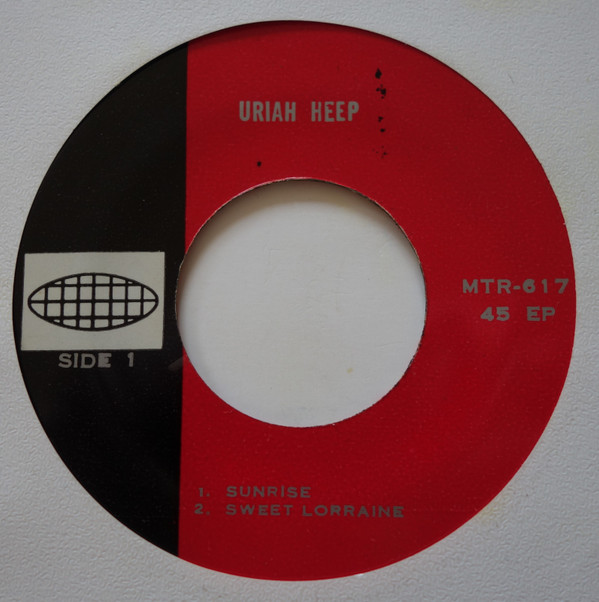 URIAH HEEP
MTR-617
45 EP
SIDE 1
1. SUNRISE
2. SWEET LORRAINE